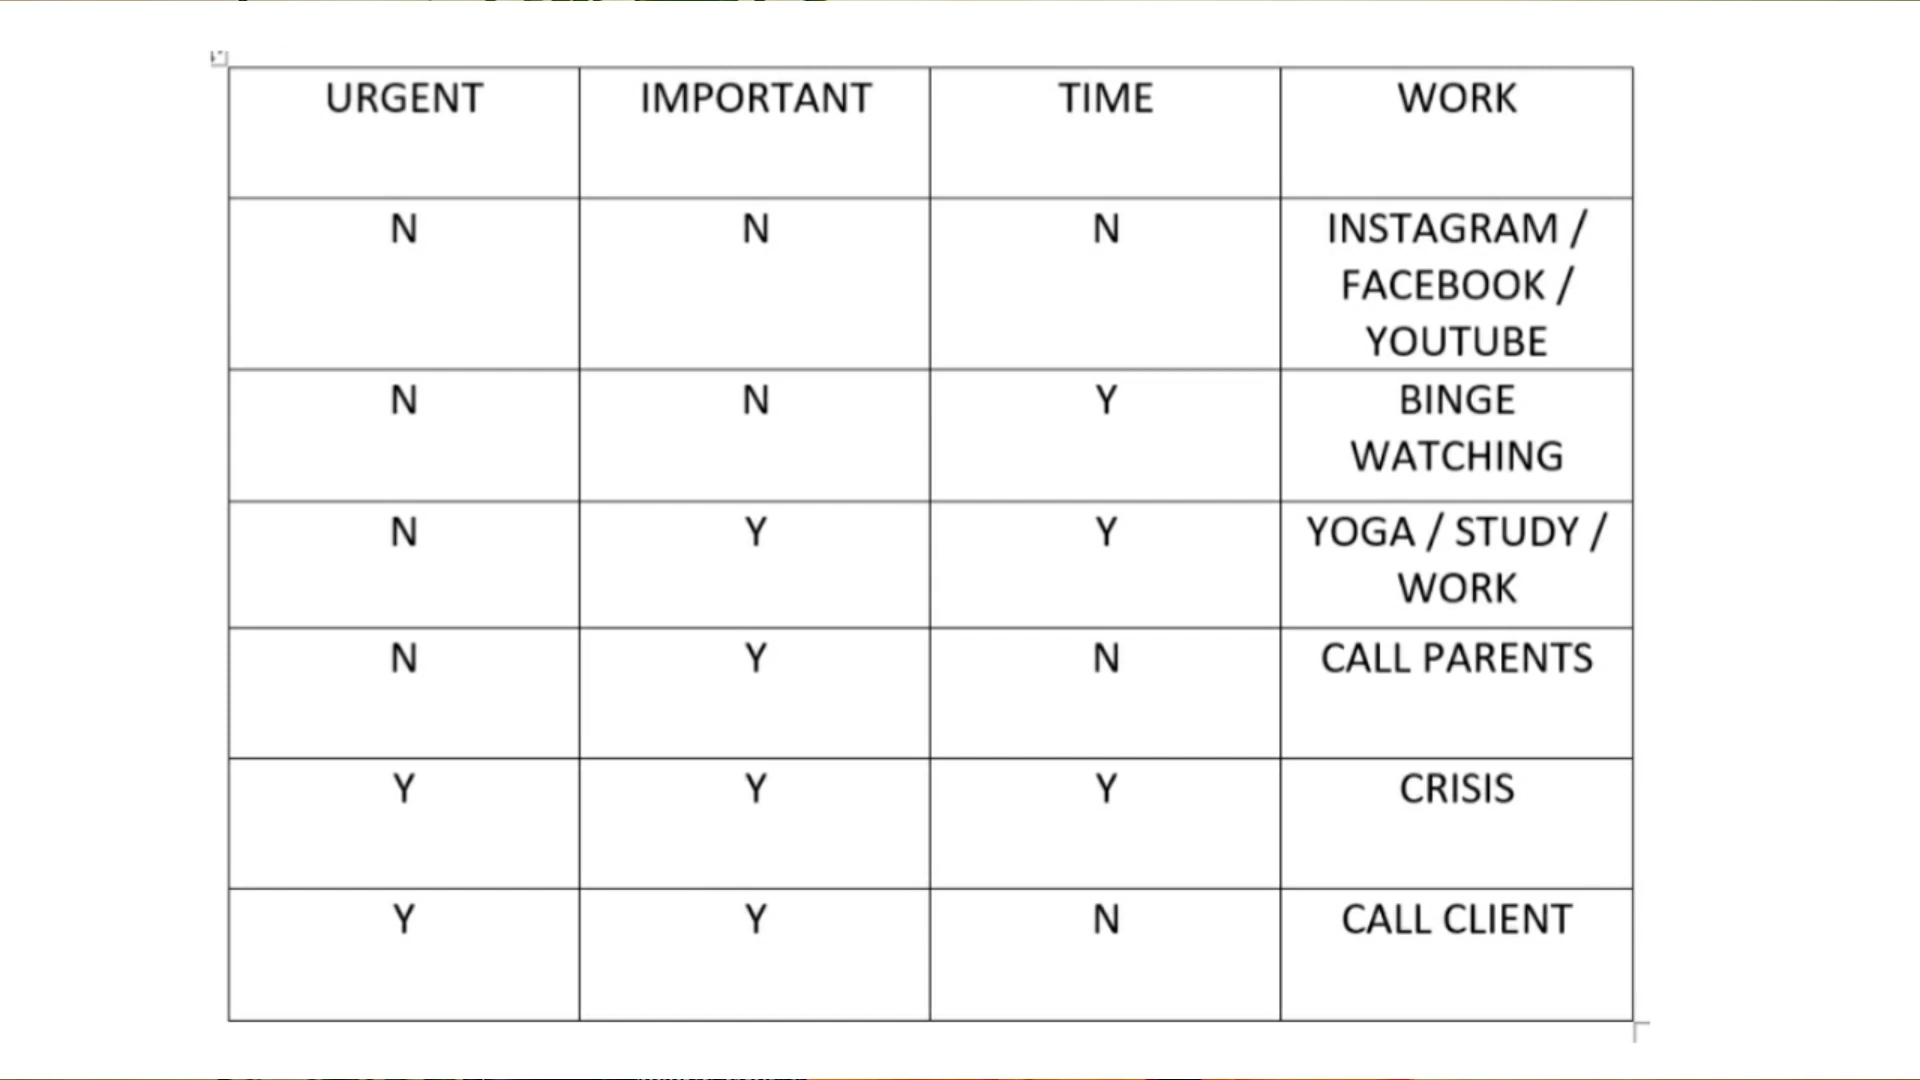 URGENT IMPORTANT TIME WORK
N N N INSTAGRAM /
FACEBOOK /
YOUTUBE
N N Y BINGE
WATCHING
N Y Y YOGA / STUDY /
WORK
N Y N CALL PARENTS
Y Y Y CRISIS
Y Y N CALL CLIENT